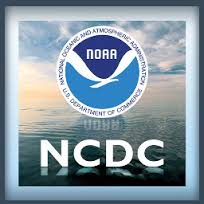 NATIONAL OCEANIC AND ATMOSPHERIC ADMINISTRATION
NOAA
U.S. DEPARTMENT OF COMMERCE
NCDC